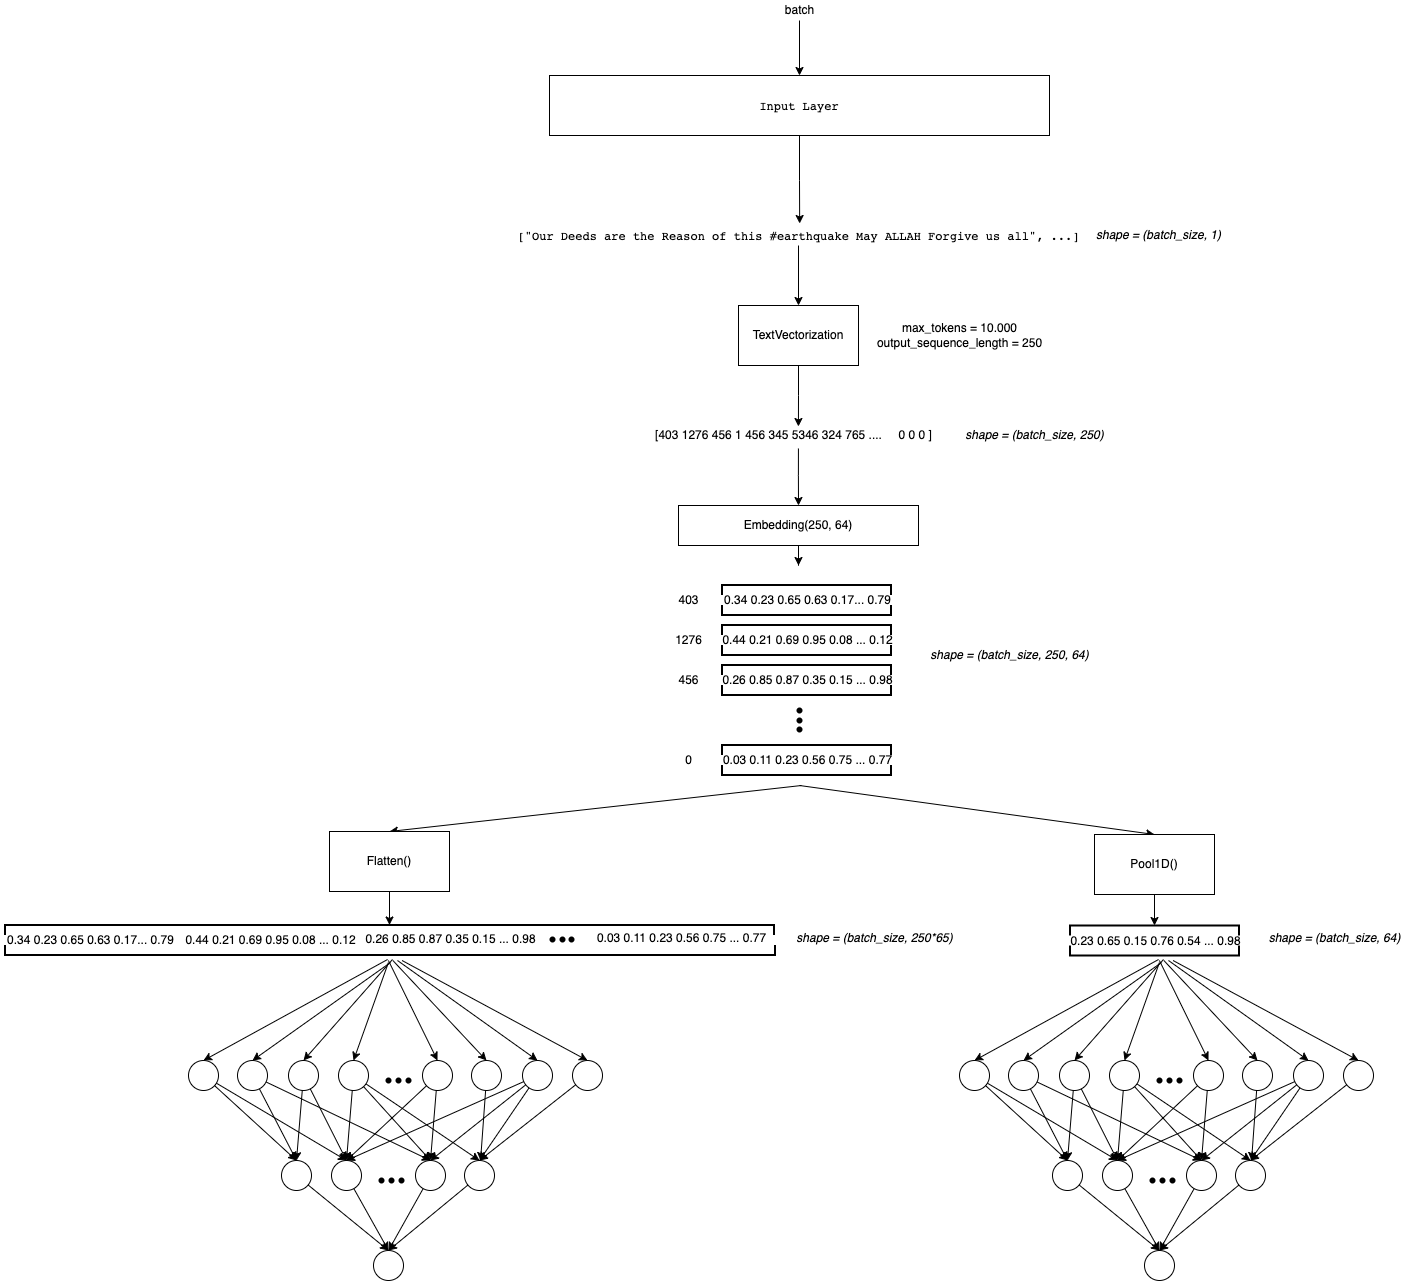 batch
Input Layer
["Our Deeds are the Reason of this #earthquake May ALLAH Forgive us all", ...]
shape = (batch_size, 1)
TextVectorization
max_tokens = 10.000
output_sequence_length = 250
[403 1276 456 1 456 345 5346 324 765 .... 0 0 0 ]
shape = (batch_size, 250)
Embedding(250, 64)
403
0.34 0.23 0.65 0.63 0.17... 0.79
1276
0.44 0.21 0.69 0.95 0.08 ... 0.12
shape = (batch_size, 250, 64)
456
0.26 0.85 0.87 0.35 0.15 ... 0.98
0
0.03 0.11 0.23 0.56 0.75 ... 0.77
Flatten()
Pool1D()
0.34 0.23 0.65 0.63 0.17... 0.79 0.44 0.21 0.69 0.95 0.08 ... 0.12 0.26 0.85 0.87 0.35 0.15 ... 0.98 ••• 0.03 0.11 0.23 0.56 0.75 ... 0.77
shape = (batch_size, 250*65)
0.23 0.65 0.15 0.76 0.54 ... 0.98
shape = (batch_size, 64)